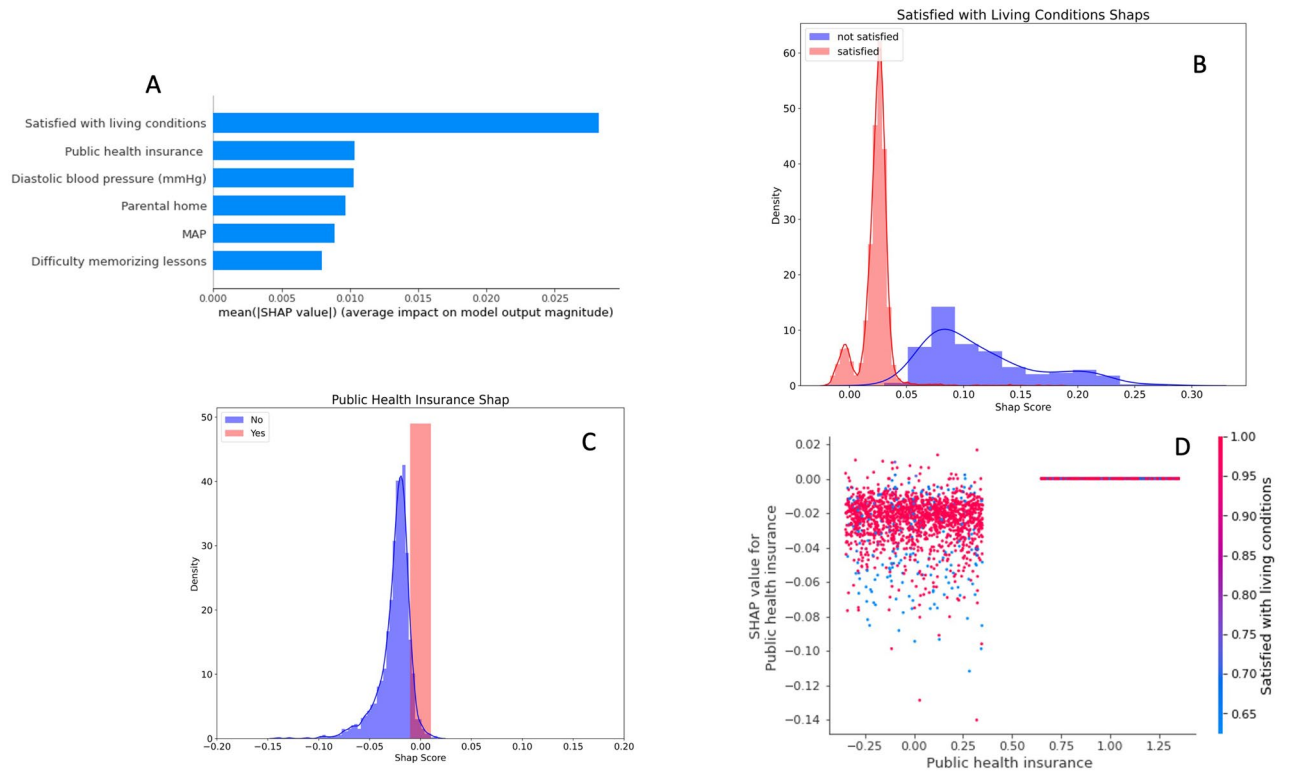 A
Satisfied with living conditions
Public health insurance
Diastolic blood pressure (mmHg)
Parental home
MAP
Difficulty memorizing lessons
0.000 0.005 0.010 0.015 0.020 0.025
mean(|SHAP value|) (average impact on model output magnitude)
Satisfied with Living Conditions Shaps
not satisfied
satisfied
B
60
50
40
30
20
10
0
Density
0.00 0.05 0.10 0.15 0.20 0.25 0.30
Shap Score
Public Health Insurance Shap
No
Yes
C
50
40
30
20
10
0
Density
−0.20 −0.15 −0.10 −0.05 0.00 0.05 0.10 0.15 0.20
Shap Score
D
0.02
0.00
−0.02
−0.04
−0.06
−0.08
−0.10
−0.12
−0.14
SHAP value for
Public health insurance
−0.25 0.00 0.25 0.50 0.75 1.00 1.25
Public health insurance
1.00
0.95
0.90
0.85
0.80
0.75
0.70
0.65
Satisfied with living conditions